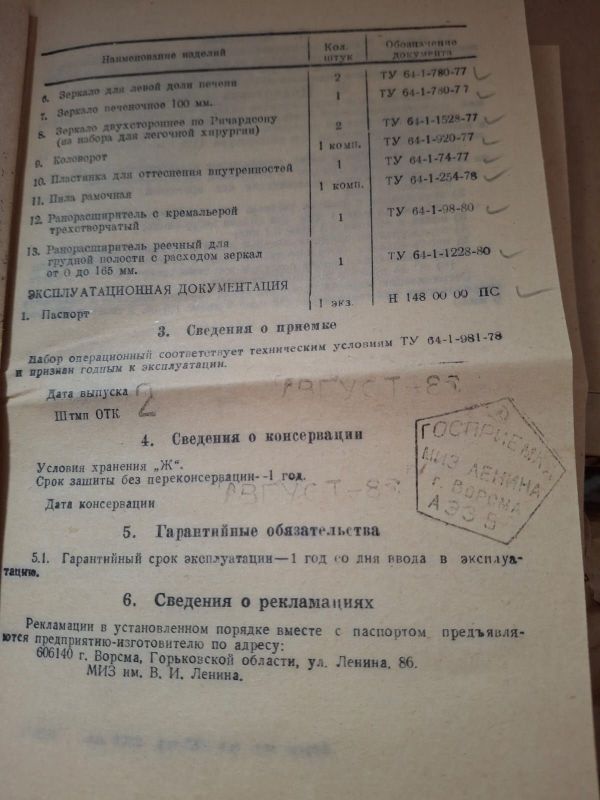 Наименование изделий
Кол. штук
Обозначение документа
6. Зеркало для левой доли печени 2 ТУ 64-1-780-77
7. Зеркало печеночное 100 мм. 1 ТУ 64-1-780-77
8. Зеркало двухстороннее по Ричардсону
(из набора для легочной хирургии) 2 ТУ 64-1-1528-77
9. Коловорот 1 комп. ТУ 64-1-920-77
10. Пластинка для оттеснения внутренностей 1 ТУ 64-1-74-77
11. Пила рамочная 1 комп. ТУ 64-1-254-78
12. Ранорасширитель с кремальерой
трехстворчатый 1 ТУ 64-1-98-80
13. Ранорасширитель реечный для
грудной полости с расходом зеркал
от 0 до 165 мм. 1 ТУ 64-1-1228-80
ЭКСПЛУАТАЦИОННАЯ ДОКУМЕНТАЦИЯ
1. Паспорт 1 экз. Н 148 00 00 ПС
3. Сведения о приемке
Набор операционный соответствует техническим условиям ТУ 64-1-981-78
и признан годным к эксплуатации.
Дата выпуска АВГУСТ-87
Штмп ОТК 2
4. Сведения о консервации
Условия хранения „Ж".
Срок защиты без переконсервации--1 год.
Дата консервации АВГУСТ-87
ГОСПРИЕМКА
МИЗ ЛЕНИНА
г. ВОРСМА
5. Гарантийные обязательства
5.1. Гарантийный срок эксплуатации—1 год со дня ввода в эксплуа-
тацию.
6. Сведения о рекламациях
Рекламации в установленном порядке вместе с паспортом предъявля-
ются предприятию-изготовителю по адресу:
606140 г. Ворсма, Горьковской области, ул. Ленина, 86.
МИЗ им. В. И. Ленина.